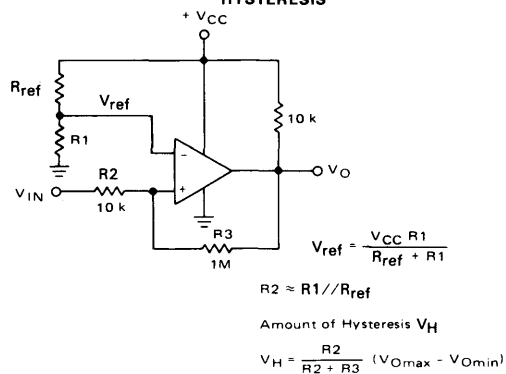 HYSTERESIS
+ VCC
Rref
Vref
R1
10 k
R2
VIN
10 k
-
+
VO
R3
1M
Vref = VCC R1 / Rref + R1
R2 ≈ R1//Rref
Amount of Hysteresis VH
VH = R2 / R2 + R3 (VOmax - VOmin)